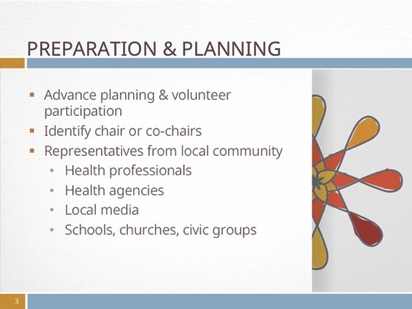 PREPARATION & PLANNING
▪ Advance planning & volunteer
participation
▪ Identify chair or co-chairs
▪ Representatives from local community
• Health professionals
• Health agencies
• Local media
• Schools, churches, civic groups
3